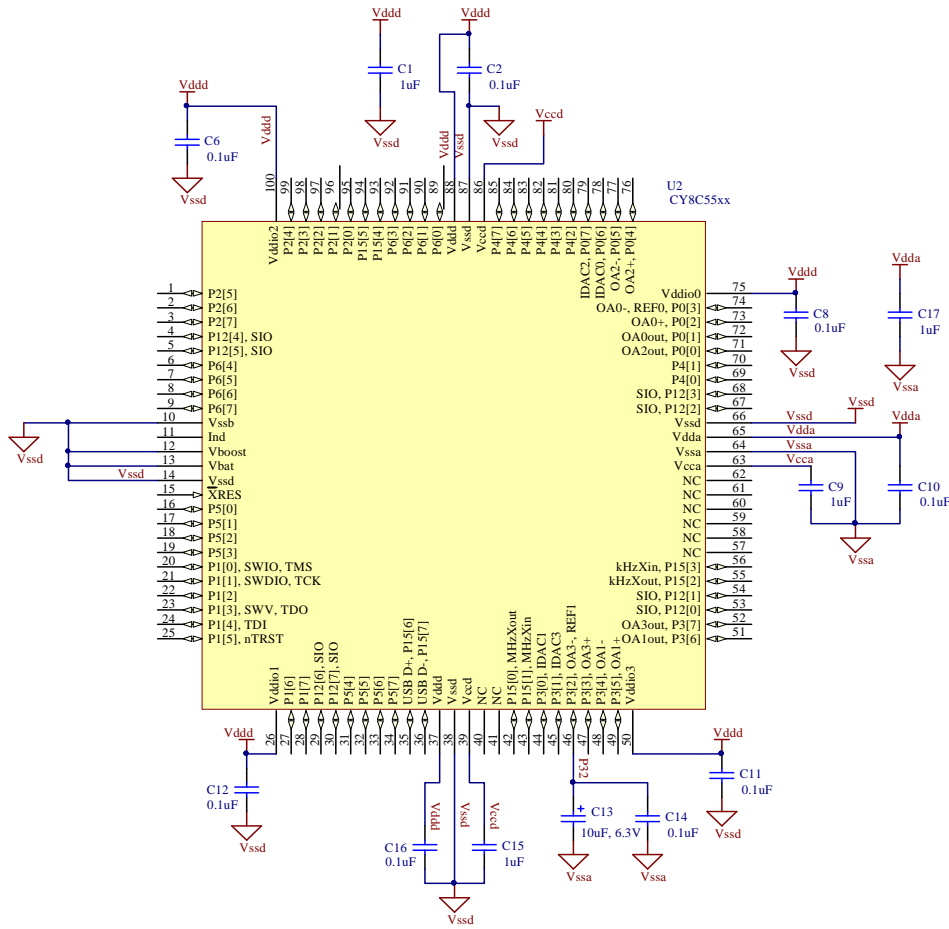 Vddd
C1
1uF
Vssd
Vddd
C2
0.1uF
Vssd
Vddd
C6
0.1uF
Vssd
Vddd
Vddd
Vssd
Vccd
U2
CY8C55xx
100
99
98
97
96
95
94
93
92
91
90
89
88
87
86
85
84
83
82
81
80
79
78
77
76
Vddio2
P2[4]
P2[3]
P2[2]
P2[1]
P2[0]
P15[5]
P15[4]
P6[3]
P6[2]
P6[1]
P6[0]
Vddd
Vssd
Vccd
P4[7]
P4[6]
P4[5]
P4[4]
P4[3]
P4[2]
IDAC2, P0[7]
IDAC0, P0[6]
OA2-, P0[5]
OA2+, P0[4]
1 P2[5]
2 P2[6]
3 P2[7]
4 P12[4], SIO
5 P12[5], SIO
6 P6[4]
7 P6[5]
8 P6[6]
9 P6[7]
10 Vssb
11 Ind
12 Vboost
13 Vbat
14 Vssd
15 XRES
16 P5[0]
17 P5[1]
18 P5[2]
19 P5[3]
20 P1[0], SWIO, TMS
21 P1[1], SWDIO, TCK
22 P1[2]
23 P1[3], SWV, TDO
24 P1[4], TDI
25 P1[5], nTRST
Vssd
Vssd
Vddio0 75
OA0-, REF0, P0[3] 74
OA0+, P0[2] 73
OA0out, P0[1] 72
OA2out, P0[0] 71
P4[1] 70
P4[0] 69
SIO, P12[3] 68
SIO, P12[2] 67
Vssd 66
Vdda 65
Vssa 64
Vcca 63
NC 62
NC 61
NC 60
NC 59
NC 58
NC 57
kHzXin, P15[3] 56
kHzXout, P15[2] 55
SIO, P12[1] 54
SIO, P12[0] 53
OA3out, P3[7] 52
OA1out, P3[6] 51
Vddd
C8
0.1uF
Vssd
Vdda
C17
1uF
Vssa
Vssd
Vssd
Vdda
Vdda
Vssa
Vcca
C9
1uF
C10
0.1uF
Vssa
Vddio1
P1[6]
P1[7]
P12[6], SIO
P12[7], SIO
P5[4]
P5[5]
P5[6]
P5[7]
USB D+, P15[6]
USB D-, P15[7]
Vddd
Vssd
Vccd
NC
NC
P15[0], MHzXout
P15[1], MHzXin
P3[0], IDAC1
P3[1], IDAC3
P3[2], OA3-, REF1
P3[3], OA3+
P3[4], OA1-
P3[5], OA1+
Vddio3
26
27
28
29
30
31
32
33
34
35
36
37
38
39
40
41
42
43
44
45
46
47
48
49
50
Vddd
C12
0.1uF
Vssd
Vddd
Vssd
Vccd
C16
0.1uF
C15
1uF
Vssd
P32
C13
+
10uF, 6.3V
Vssa
C14
0.1uF
Vssa
Vddd
C11
0.1uF
Vssd